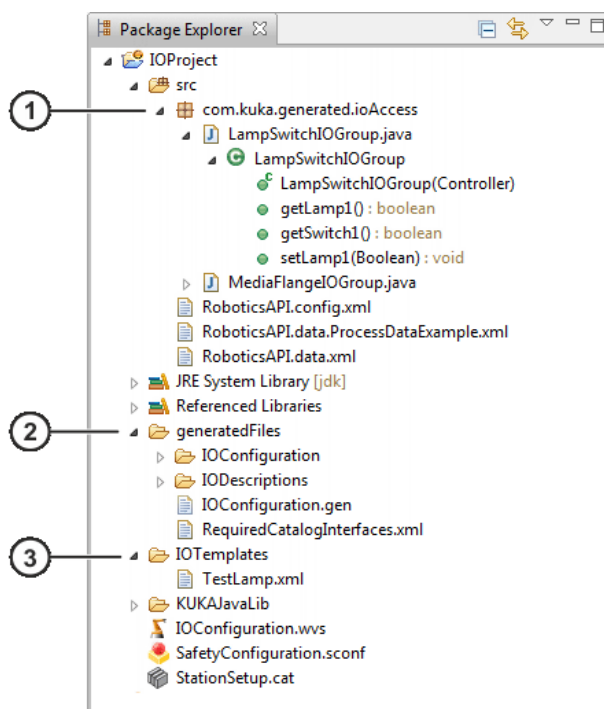 Package Explorer
IOProject
src
1
com.kuka.generated.ioAccess
LampSwitchIOGroup.java
LampSwitchIOGroup
LampSwitchIOGroup(Controller)
getLamp1() : boolean
getSwitch1() : boolean
setLamp1(Boolean) : void
MediaFlangeIOGroup.java
RoboticsAPI.config.xml
RoboticsAPI.data.ProcessDataExample.xml
RoboticsAPI.data.xml
JRE System Library [jdk]
Referenced Libraries
2
generatedFiles
IOConfiguration
IODescriptions
IOConfiguration.gen
RequiredCatalogInterfaces.xml
3
IOTemplates
TestLamp.xml
KUKAJavaLib
IOConfiguration.wvs
SafetyConfiguration.sconf
StationSetup.cat